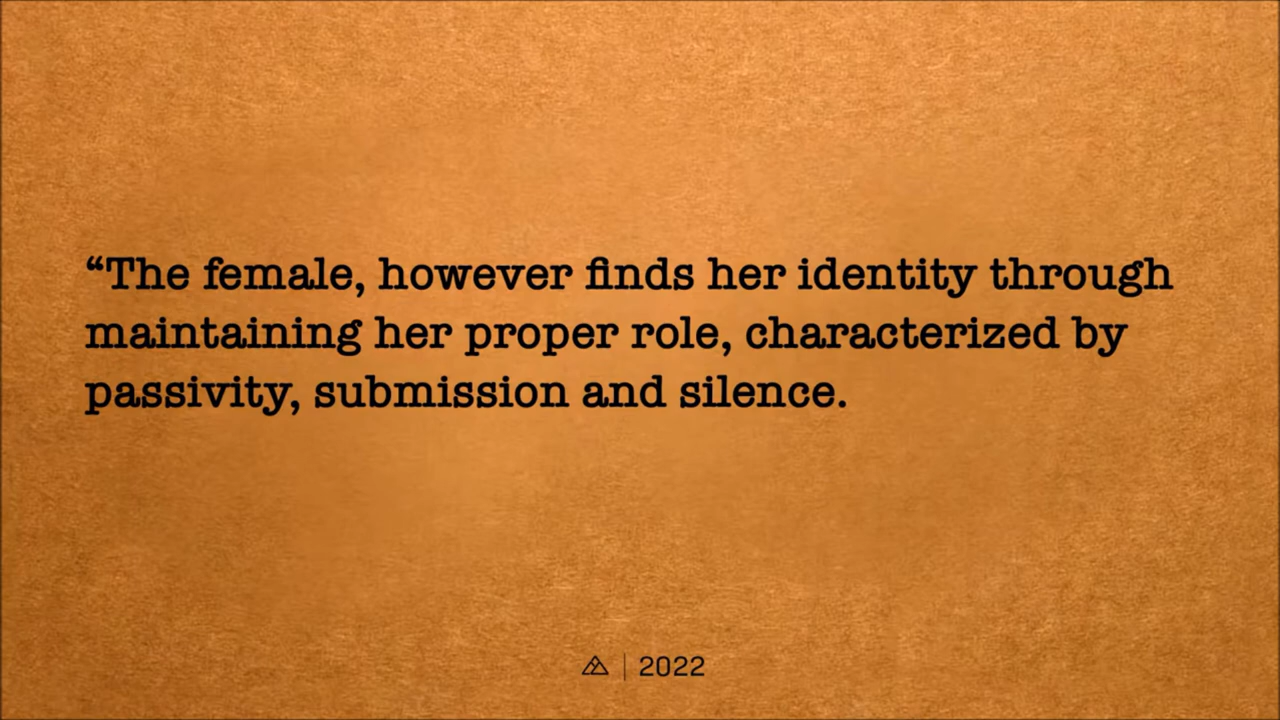 “The female, however finds her identity through
maintaining her proper role, characterized by
passivity, submission and silence.
2022